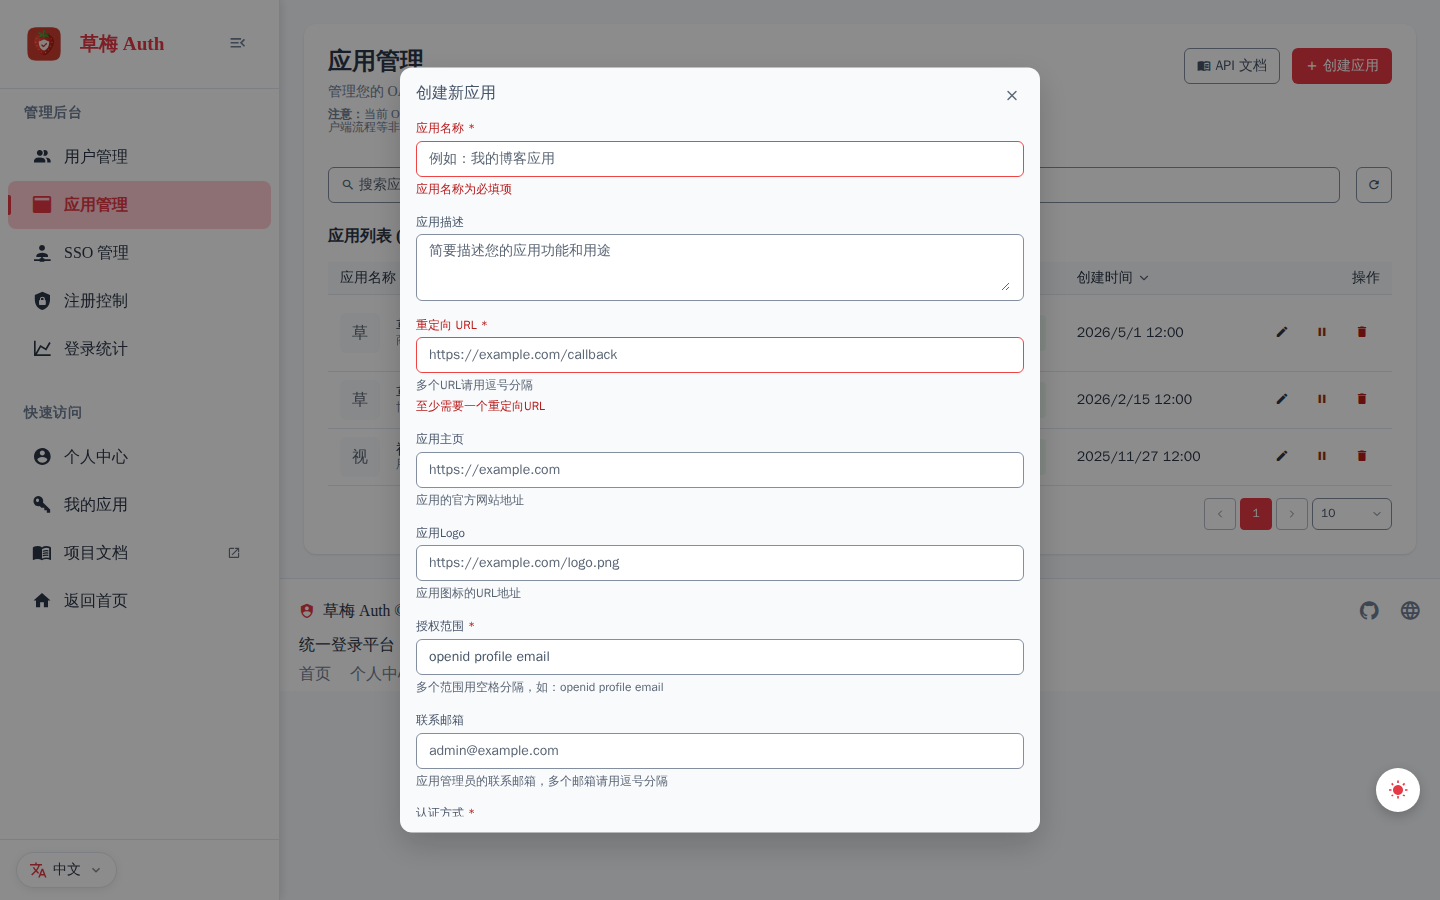 草梅 Auth
管理后台
用户管理
应用管理
SSO 管理
注册控制
登录统计
快速访问
个人中心
我的应用
项目文档
返回首页
中文
应用管理
管理您的 O
注意：当前 O
户端流程等非
API 文档
创建应用
搜索应
应用列表 (
应用名称
创建时间
操作
草
2026/5/1 12:00
草
2026/2/15 12:00
视
2025/11/27 12:00
1
10
草梅 Auth ©
统一登录平台
首页 个人中
创建新应用
应用名称 *
例如：我的博客应用
应用名称为必填项
应用描述
简要描述您的应用功能和用途
重定向 URL *
https://example.com/callback
多个URL请用逗号分隔
至少需要一个重定向URL
应用主页
https://example.com
应用的官方网站地址
应用Logo
https://example.com/logo.png
应用图标的URL地址
授权范围 *
openid profile email
多个范围用空格分隔，如：openid profile email
联系邮箱
admin@example.com
应用管理员的联系邮箱，多个邮箱请用逗号分隔
认证方式 *